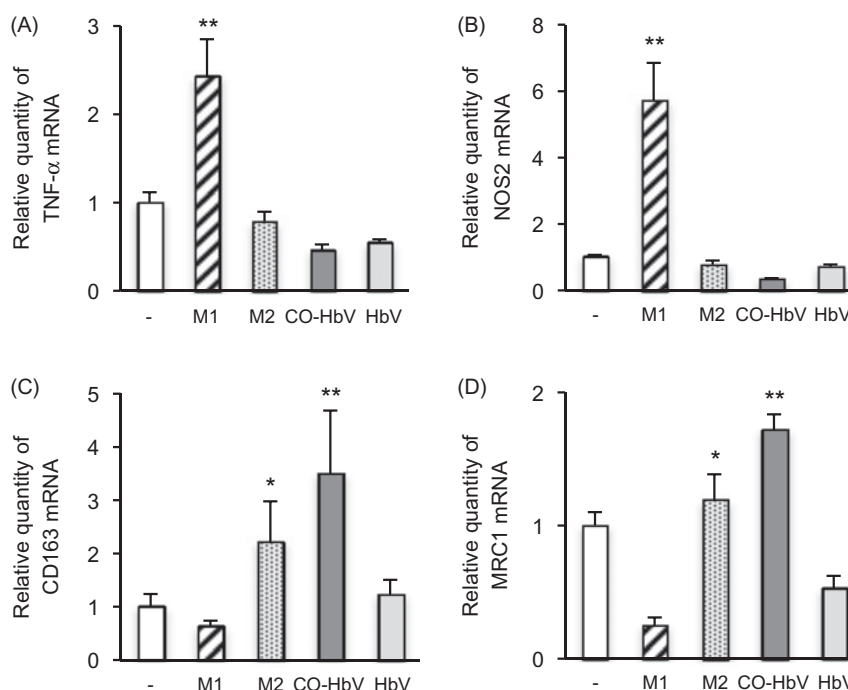 (A)
Relative quantity of
TNF-α mRNA
3
2
1
0
**
- M1 M2 CO-HbV HbV
(B)
Relative quantity of
NOS2 mRNA
8
6
4
2
0
**
- M1 M2 CO-HbV HbV
(C)
Relative quantity of
CD163 mRNA
5
4
3
2
1
0
*
**
- M1 M2 CO-HbV HbV
(D)
Relative quantity of
MRC1 mRNA
2
1
0
*
**
- M1 M2 CO-HbV HbV